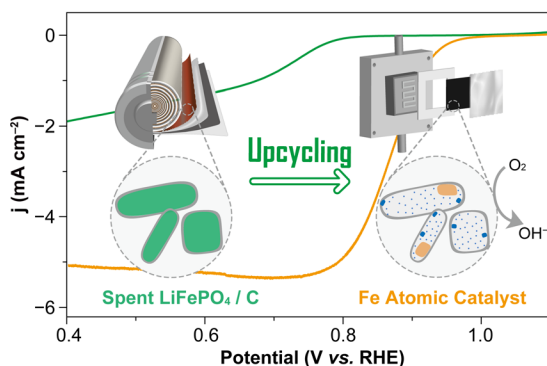 0
−2
−4
−6
j (mA cm⁻²)
Upcycling
O₂
OH⁻
Spent LiFePO₄ / C
Fe Atomic Catalyst
0.4 0.6 0.8 1.0
Potential (V vs. RHE)